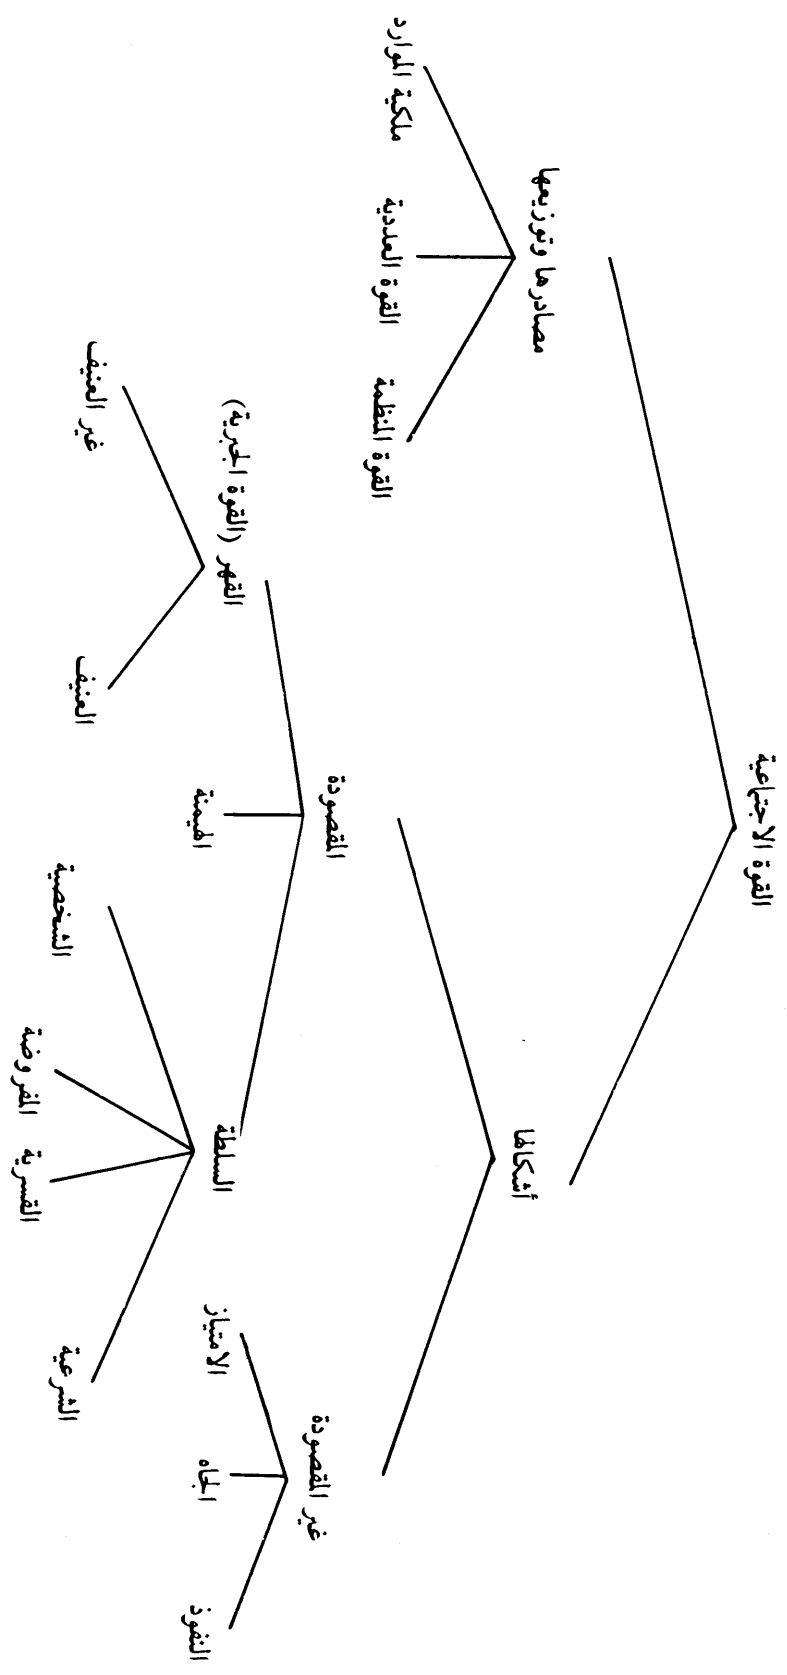 القوة الاجتماعية
مصادرها وتوزيعها
أشكالها
ملكية الموارد
القوة العددية
القوة المنظمة
المقصودة
غير المقصودة
القهر (القوة الجبرية)
الهيمنة
السلطة
الامتياز
الجاه
النفوذ
غير العنيف
العنيف
الشخصية
المفروضة
القسرية
الشرعية